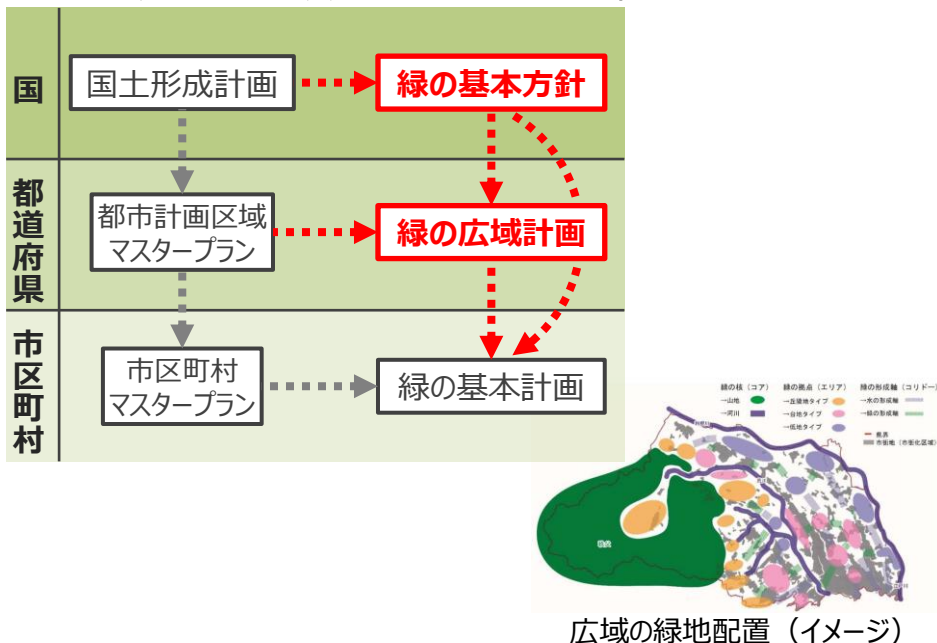 国
国土形成計画
緑の基本方針
都道府県
都市計画区域
マスタープラン
緑の広域計画
市区町村
市区町村
マスタープラン
緑の基本計画
緑の核（コア） 緑の拠点（エリア） 緑の形成軸（コリドー）
→山地 →丘陵地タイプ →水の形成軸
→河川 →台地タイプ →緑の形成軸
→低地タイプ
市街地（市街化区域）
秩父
広域の緑地配置（イメージ）